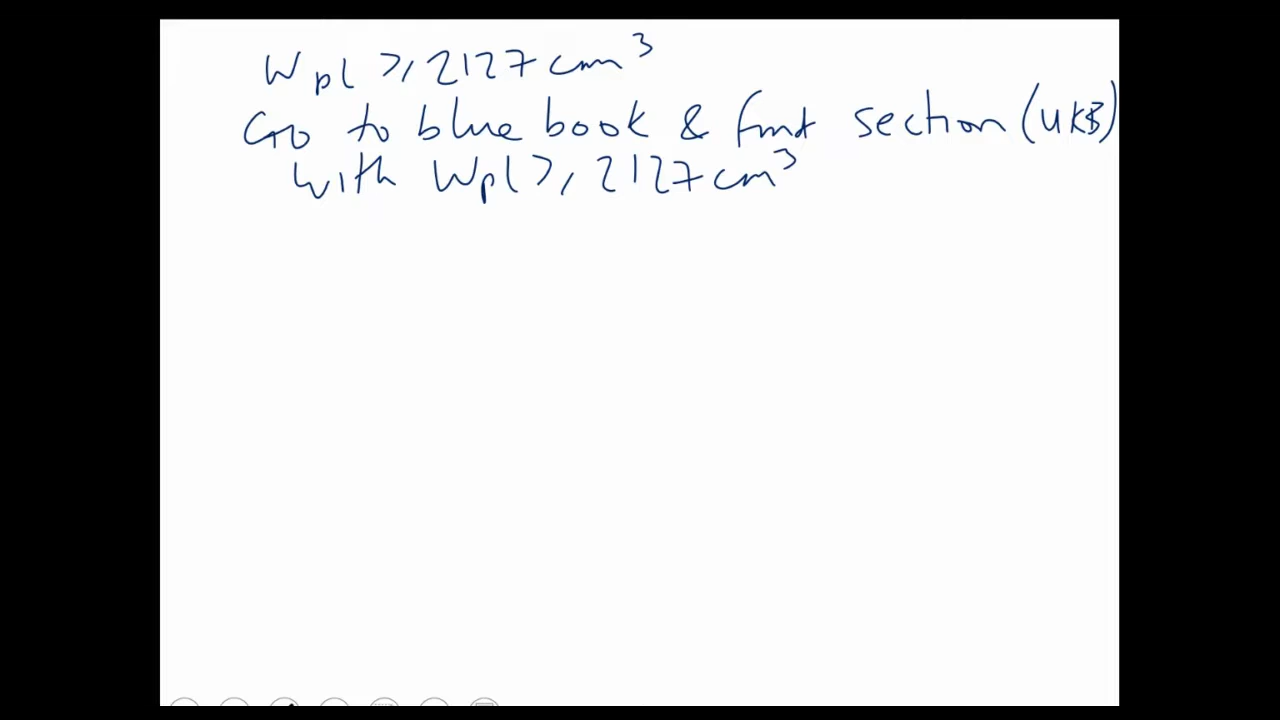 Wpl ⩾ 2127 cm³
Go to blue book & find section (UKB)
with Wpl ⩾ 2127 cm³